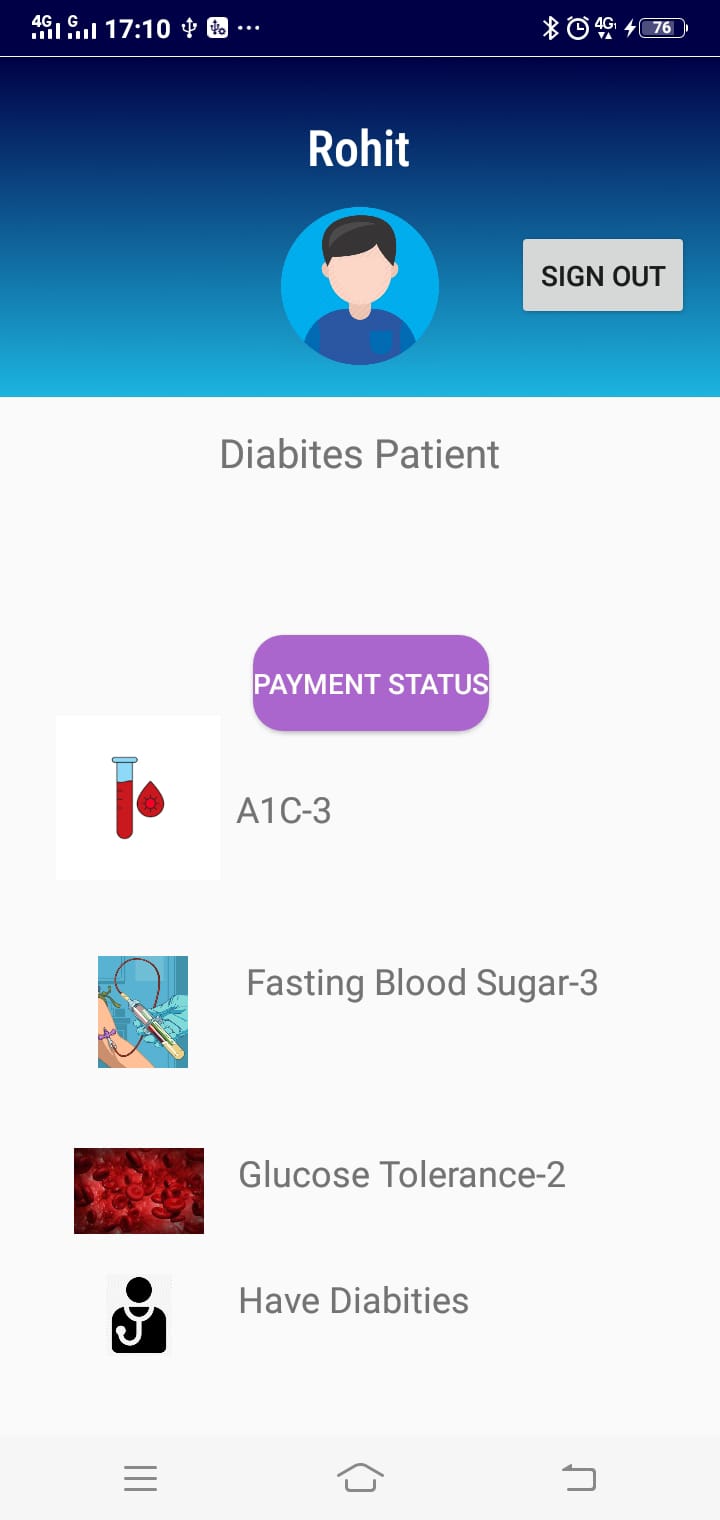 4G G 17:10 ... 4G 76
Rohit
SIGN OUT
Diabites Patient
PAYMENT STATUS
A1C-3
Fasting Blood Sugar-3
Glucose Tolerance-2
Have Diabities